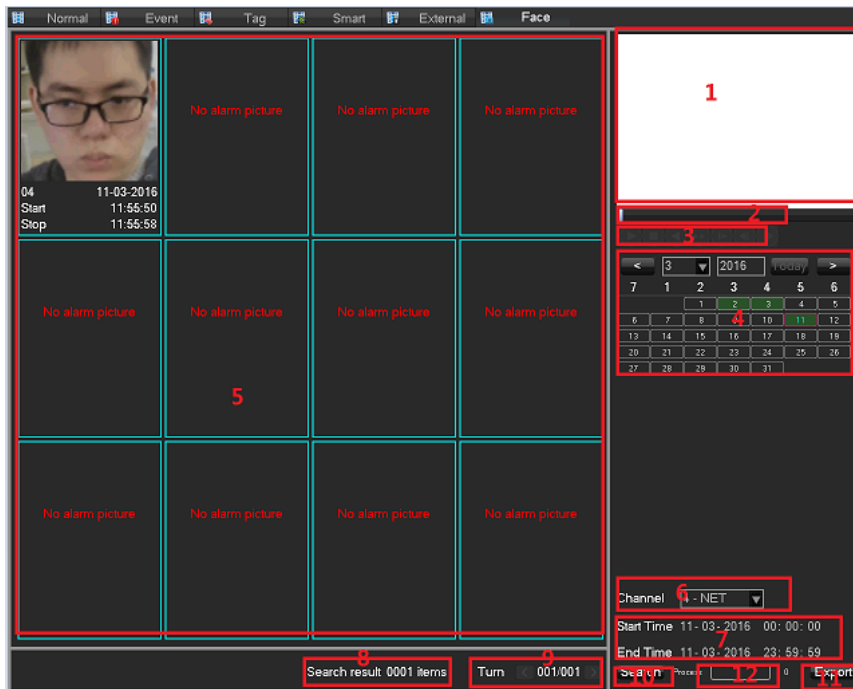 Normal Event Tag Smart External Face
No alarm picture No alarm picture No alarm picture
04 11-03-2016
Start 11:55:50
Stop 11:55:58
No alarm picture No alarm picture No alarm picture No alarm picture
No alarm picture No alarm picture No alarm picture No alarm picture
5
8 9
Search result 0001 items Turn < 001/001 >
1
2
3
< 3 2016 Today >
7 1 2 3 4 5 6
1 2 3 4 5
6 7 8 9 10 11 12
4
13 14 15 16 17 18 19
20 21 22 23 24 25 26
27 28 29 30 31
6
Channel 4 - NET
Start Time 11-03-2016 00:00:00
7
End Time 11-03-2016 23:59:59
Search Process 0 Export
10 12 11